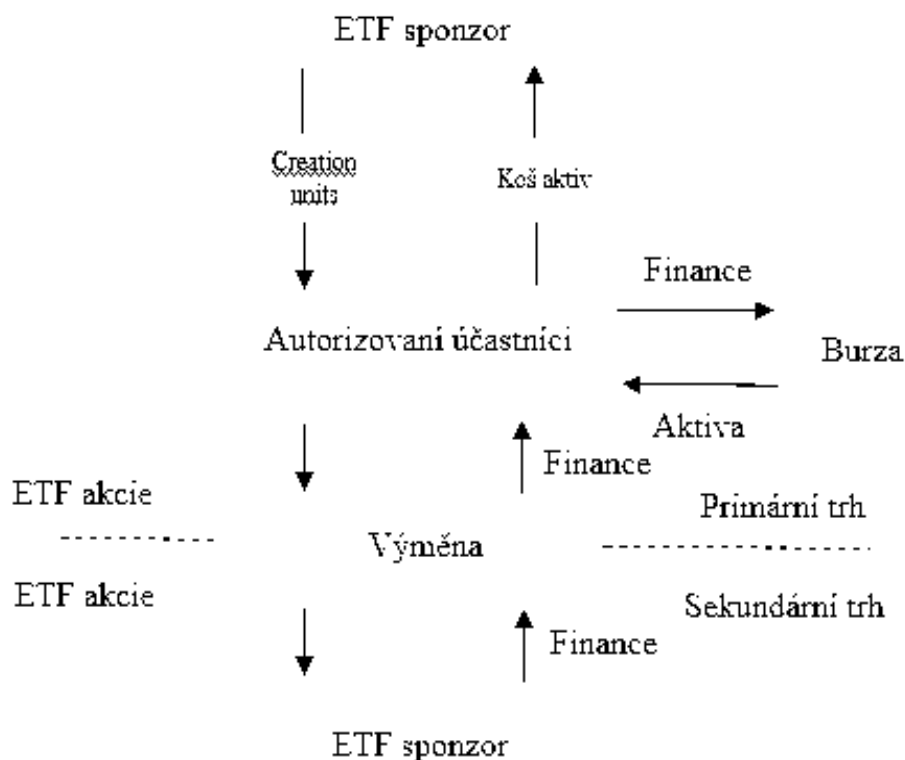 ETF sponzor
Creation
units
Koš aktiv
Finance
Autorizovaní účastníci
Burza
Aktiva
Finance
ETF akcie
Primární trh
Výměna
ETF akcie
Sekundární trh
Finance
ETF sponzor